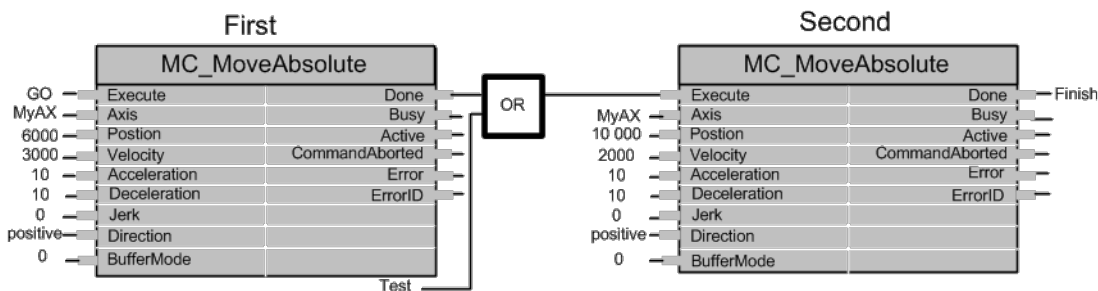 First Second
MC_MoveAbsolute MC_MoveAbsolute
GO Execute Done OR Execute Done Finish
MyAX Axis Busy MyAX Axis Busy
6000 Postion Active 10 000 Postion Active
3000 Velocity CommandAborted 2000 Velocity CommandAborted
10 Acceleration Error 10 Acceleration Error
10 Deceleration ErrorID 10 Deceleration ErrorID
0 Jerk 0 Jerk
positive Direction positive Direction
0 BufferMode 0 BufferMode
Test